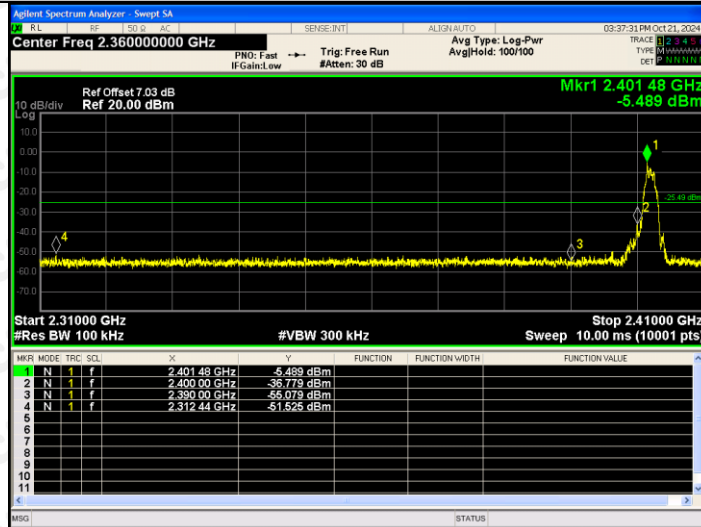 Agilent Spectrum Analyzer - Swept SA
RL RF 50 Ω AC SENSE:INT ALIGN AUTO 03:37:31 PM Oct 21, 2024
Center Freq 2.360000000 GHz
PNO: Fast
IFGain:Low
Trig: Free Run
#Atten: 30 dB
Avg Type: Log-Pwr
Avg|Hold: 100/100
TRACE 1 2 3 4 5
TYPE M
DET P N N N N
Mkr1 2.401 48 GHz
-5.489 dBm
Ref Offset 7.03 dB
10 dB/div Ref 20.00 dBm
Log
10.0
0.00
-10.0
-20.0
-30.0
-40.0
-50.0
-60.0
-70.0
1
-25.49 dBm
2
3
4
Start 2.31000 GHz Stop 2.41000 GHz
#Res BW 100 kHz #VBW 300 kHz Sweep 10.00 ms (10001 pts)
MKR MODE TRC SCL X Y FUNCTION FUNCTION WIDTH FUNCTION VALUE
1 N 1 f 2.401 48 GHz -5.489 dBm
2 N 1 f 2.400 00 GHz -36.779 dBm
3 N 1 f 2.390 00 GHz -55.079 dBm
4 N 1 f 2.312 44 GHz -51.525 dBm
5
6
7
8
9
10
11
MSG STATUS